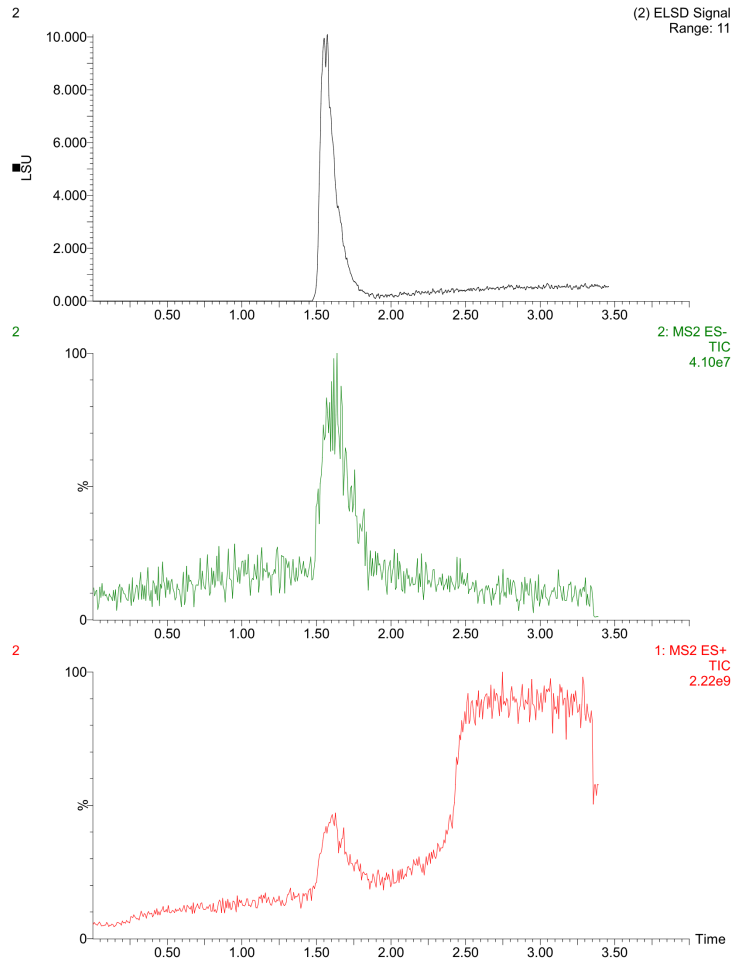 2
(2) ELSD Signal
Range: 11
10.000
8.000
6.000
4.000
2.000
0.000
LSU
0.50 1.00 1.50 2.00 2.50 3.00 3.50
2
2: MS2 ES-
TIC
4.10e7
100
%
0
0.50 1.00 1.50 2.00 2.50 3.00 3.50
2
1: MS2 ES+
TIC
2.22e9
100
%
0
Time
0.50 1.00 1.50 2.00 2.50 3.00 3.50